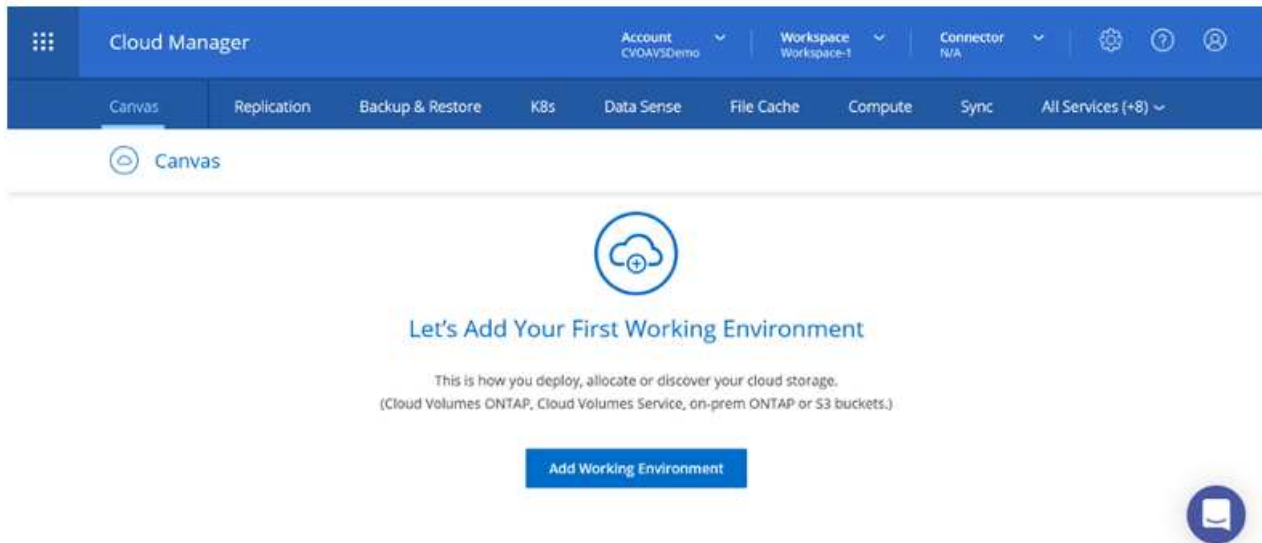 Cloud Manager
Account
CVOAVSDemo
Workspace
Workspace-1
Connector
N/A
Canvas
Replication
Backup & Restore
K8s
Data Sense
File Cache
Compute
Sync
All Services (+8)
Canvas
Let's Add Your First Working Environment
This is how you deploy, allocate or discover your cloud storage.
(Cloud Volumes ONTAP, Cloud Volumes Service, on-prem ONTAP or S3 buckets.)
Add Working Environment